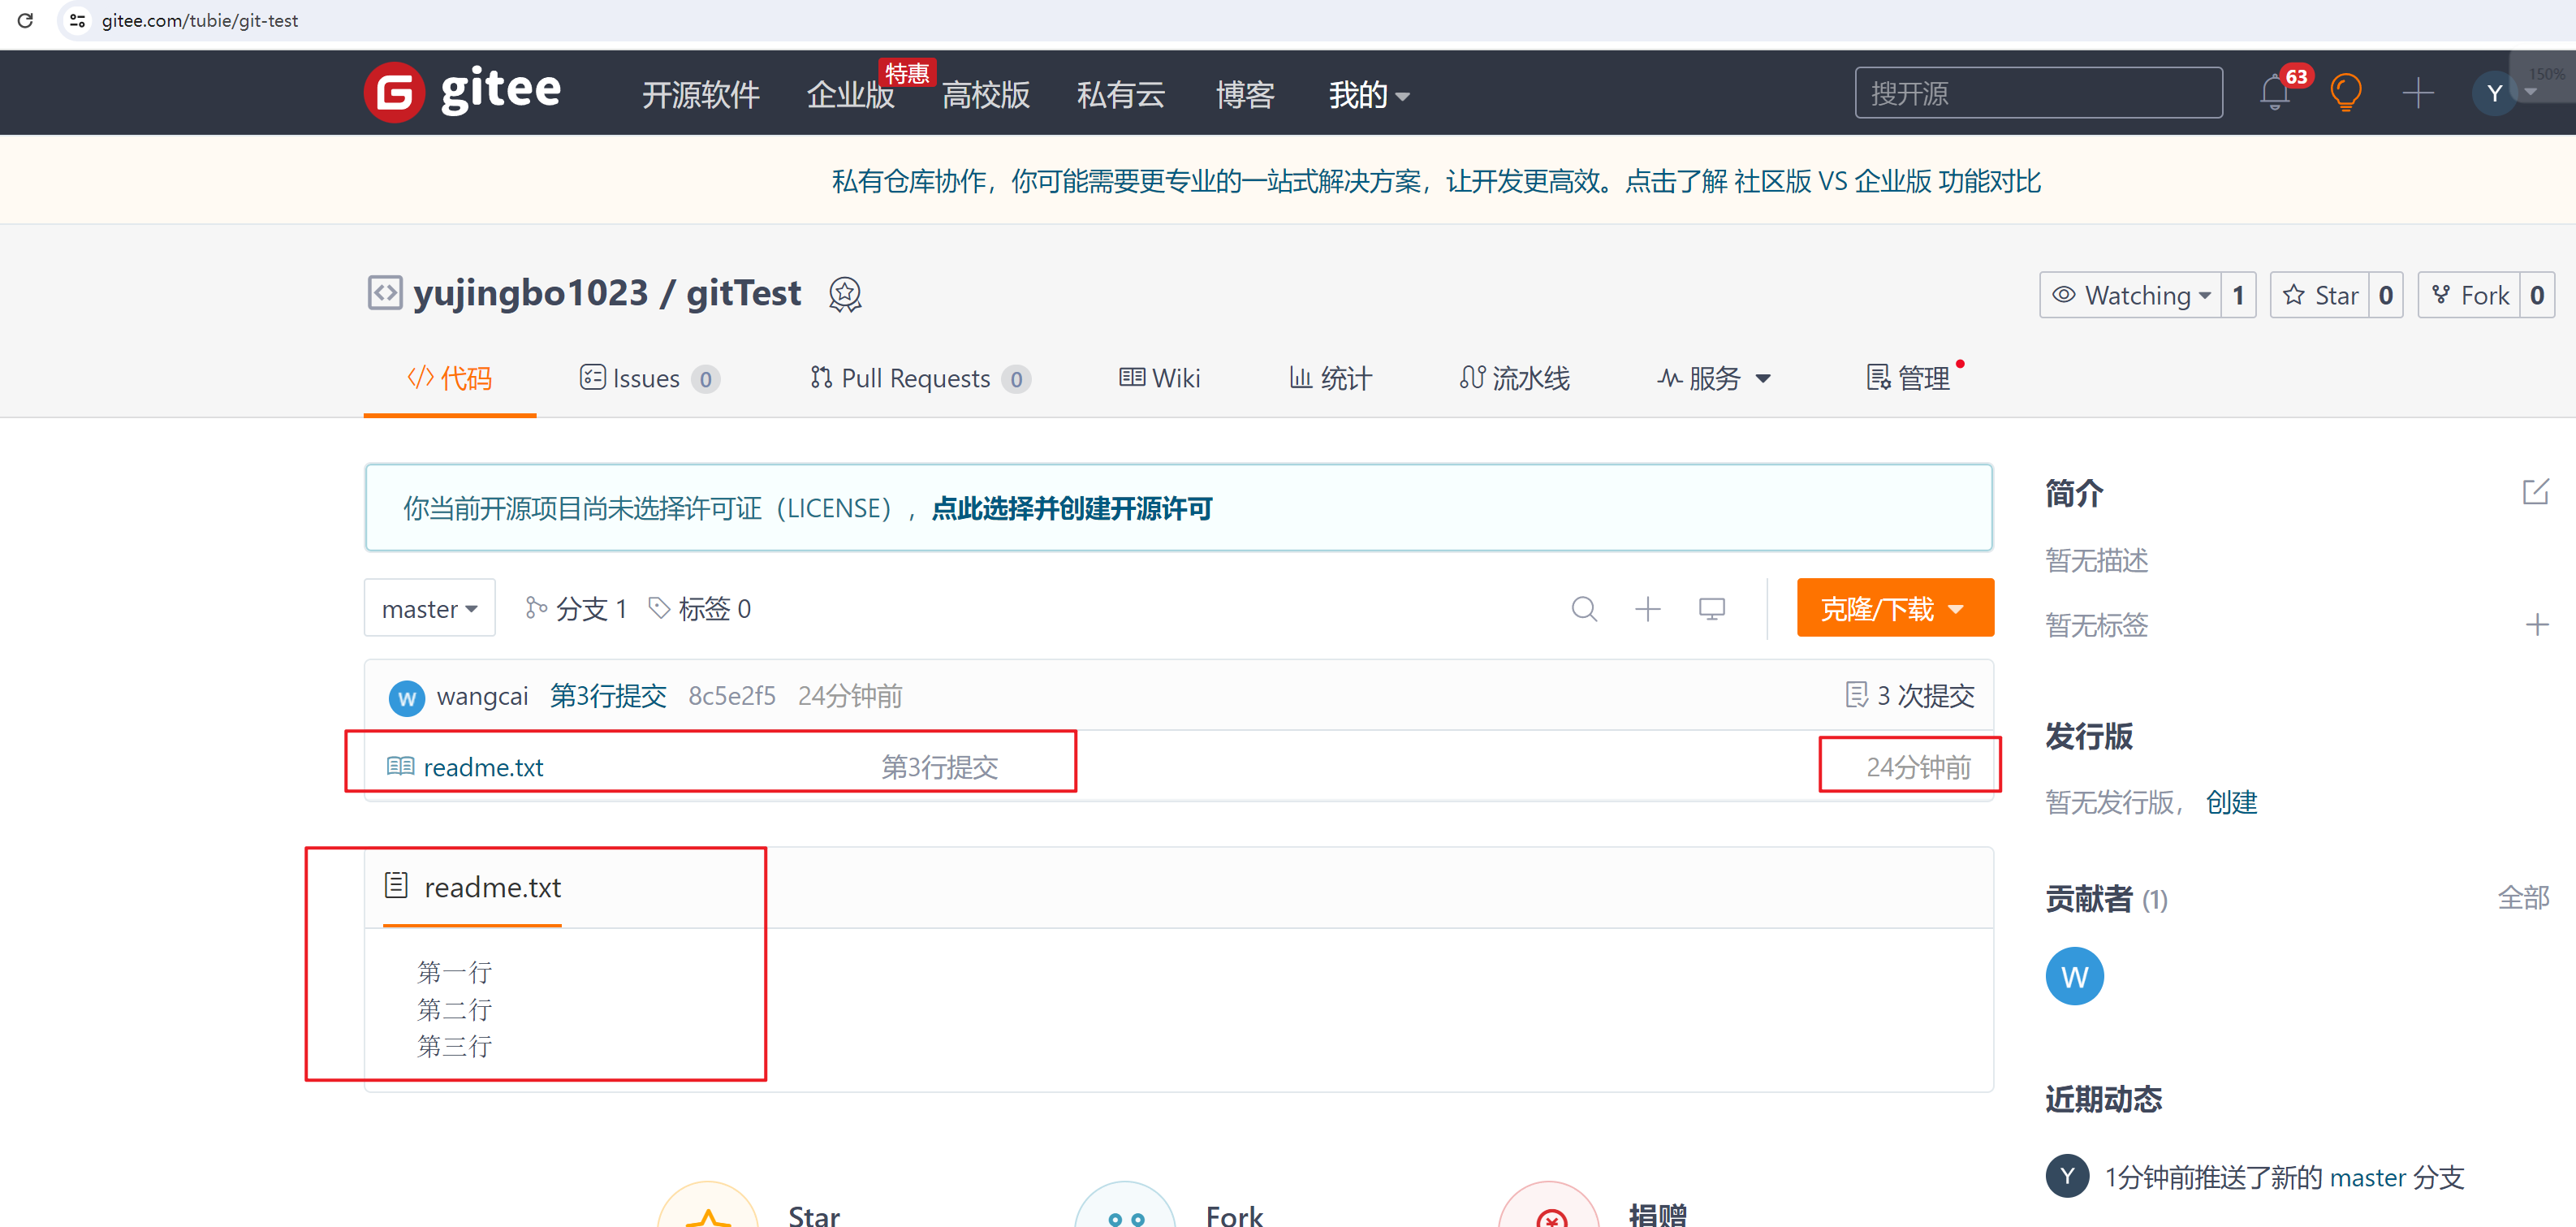 gitee.com/tubie/git-test
150%
gitee
开源软件
企业版
特惠
高校版
私有云
博客
我的
搜开源
63
Y
私有仓库协作，你可能需要更专业的一站式解决方案，让开发更高效。点击了解 社区版 VS 企业版 功能对比
yujingbo1023 / gitTest
Watching 1
Star 0
Fork 0
代码
Issues 0
Pull Requests 0
Wiki
统计
流水线
服务
管理
你当前开源项目尚未选择许可证（LICENSE），点此选择并创建开源许可
master
分支 1
标签 0
克隆/下载
W wangcai 第3行提交 8c5e2f5 24分钟前
3 次提交
readme.txt 第3行提交 24分钟前
readme.txt
第一行
第二行
第三行
Star
Fork
捐赠
简介
暂无描述
暂无标签
发行版
暂无发行版，创建
贡献者 (1) 全部
W
近期动态
Y 1分钟前推送了新的 master 分支